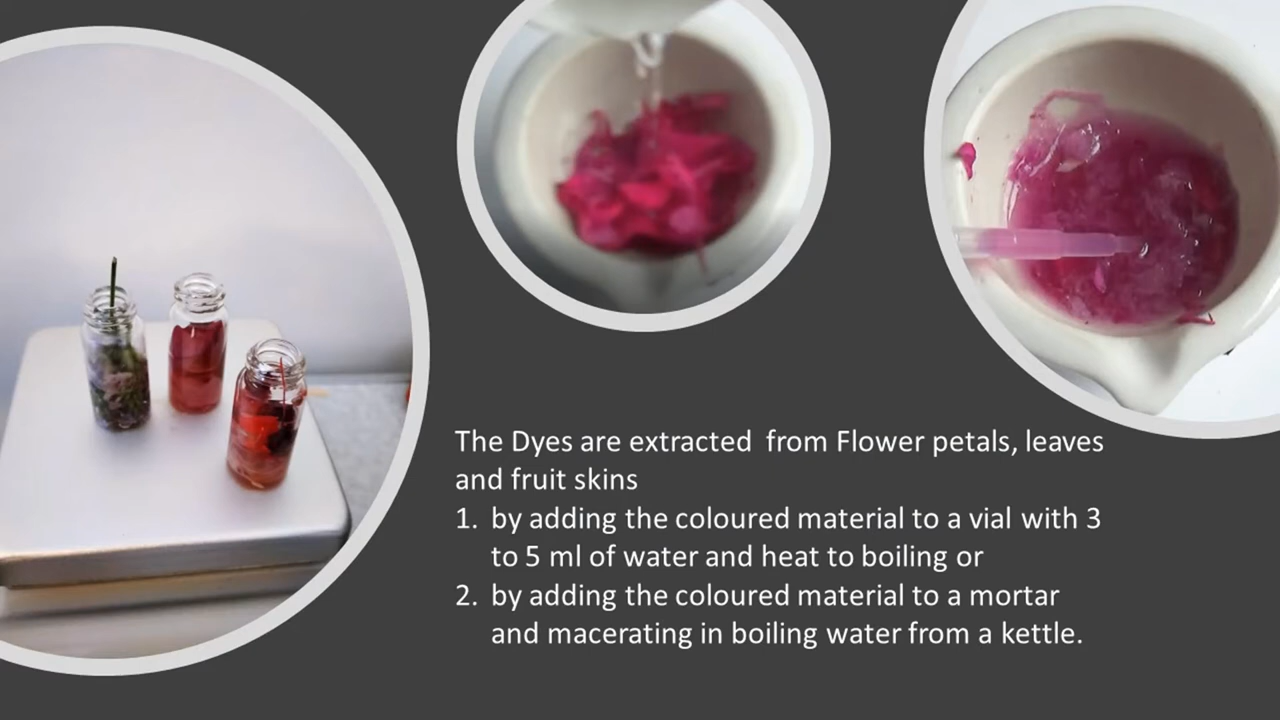 The Dyes are extracted  from Flower petals, leaves
and fruit skins
1. by adding the coloured material to a vial with 3
to 5 ml of water and heat to boiling or
2. by adding the coloured material to a mortar
and macerating in boiling water from a kettle.